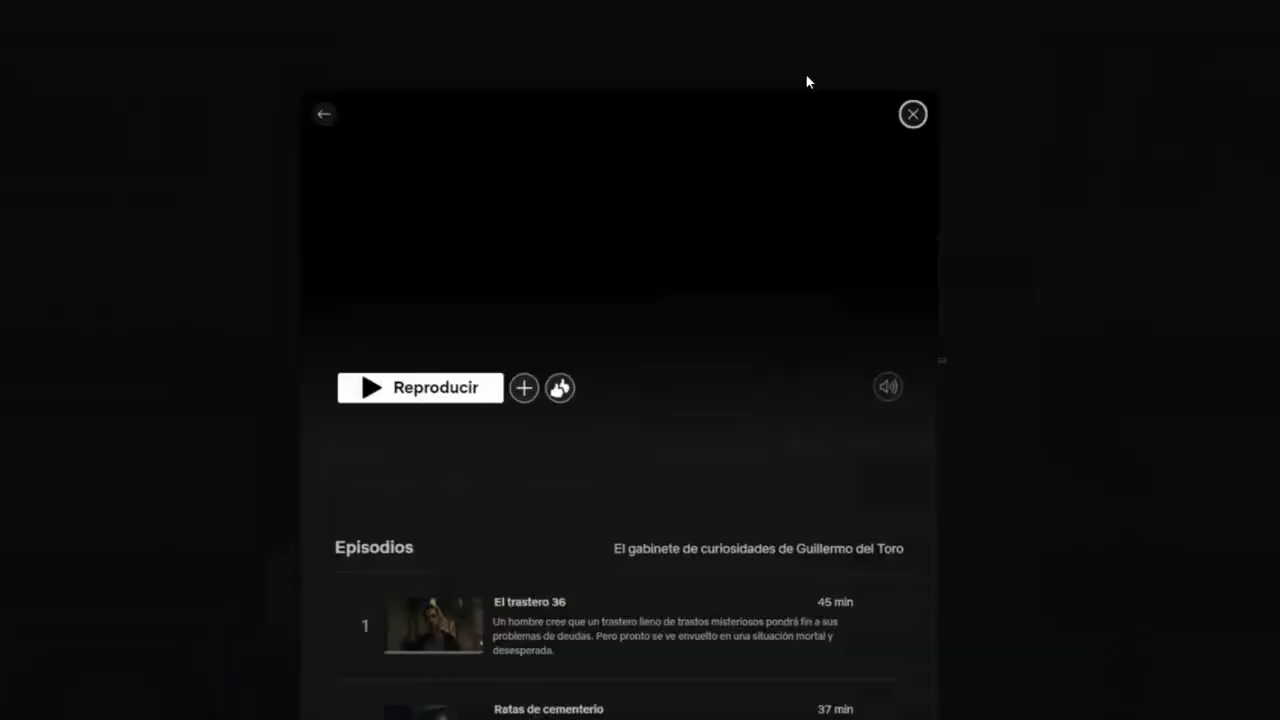 Reproducir
Episodios
El gabinete de curiosidades de Guillermo del Toro
El trastero 36
45 min
1
Un hombre cree que un trastero lleno de trastos misteriosos pondrá fin a sus
problemas de deudas. Pero pronto se ve envuelto en una situación mortal y
desesperada.
Ratas de cementerio
37 min